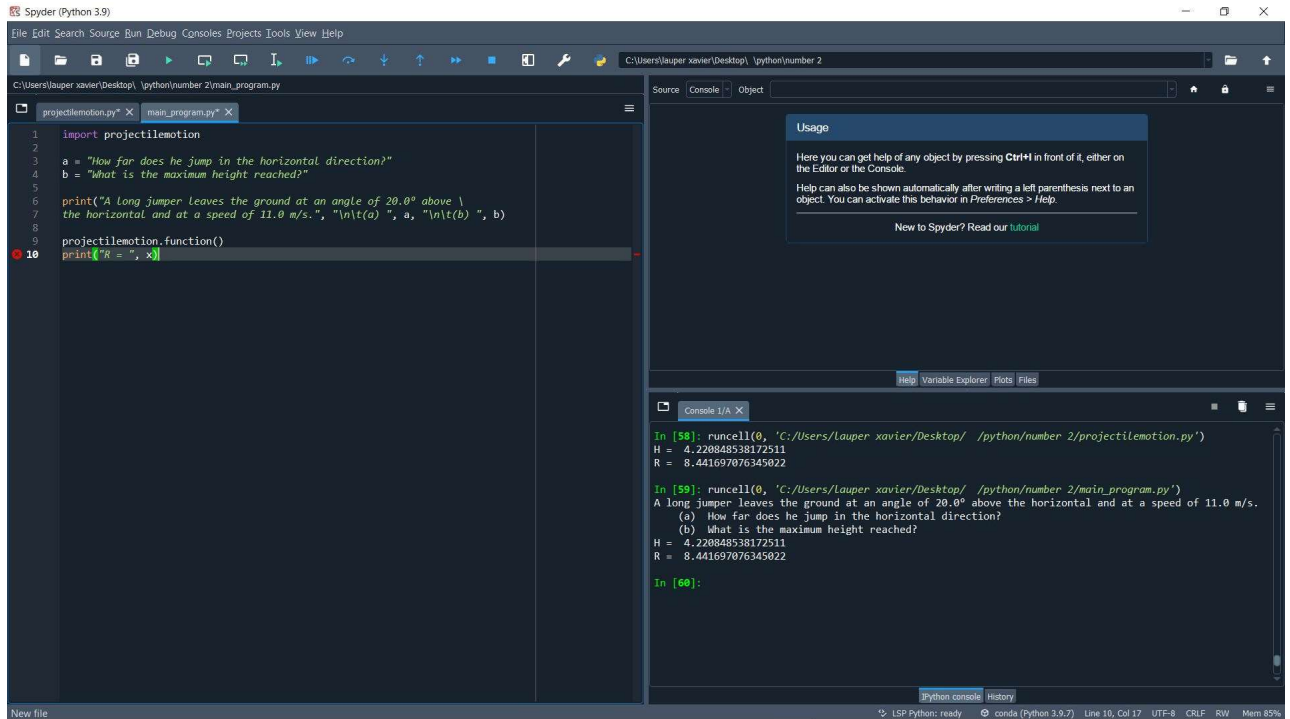 Spyder (Python 3.9)
File Edit Search Source Run Debug Consoles Projects Tools View Help
C:\Users\lauper xavier\Desktop\ \python\number 2
C:\Users\lauper xavier\Desktop\ \python\number 2\main_program.py
projectilemotion.py* main_program.py*
1 import projectilemotion
2
3 a = "How far does he jump in the horizontal direction?"
4 b = "What is the maximum height reached?"
5
6 print("A long jumper leaves the ground at an angle of 20.0º above \
7 the horizontal and at a speed of 11.0 m/s.", "\n\t(a) ", a, "\n\t(b) ", b)
8
9 projectilemotion.function()
10 print("R = ", x)
Source Console Object
Usage
Here you can get help of any object by pressing Ctrl+I in front of it, either on
the Editor or the Console.
Help can also be shown automatically after writing a left parenthesis next to an
object. You can activate this behavior in Preferences > Help.
New to Spyder? Read our tutorial
Help Variable Explorer Plots Files
Console 1/A
In [58]: runcell(0, 'C:/Users/lauper xavier/Desktop/ /python/number 2/projectilemotion.py')
H = 4.220848538172511
R = 8.441697076345022
In [59]: runcell(0, 'C:/Users/lauper xavier/Desktop/ /python/number 2/main_program.py')
A long jumper leaves the ground at an angle of 20.0º above the horizontal and at a speed of 11.0 m/s.
(a) How far does he jump in the horizontal direction?
(b) What is the maximum height reached?
H = 4.220848538172511
R = 8.441697076345022
In [60]:
IPython console History
New file
LSP Python: ready conda (Python 3.9.7) Line 10, Col 17 UTF-8 CRLF RW Mem 85%